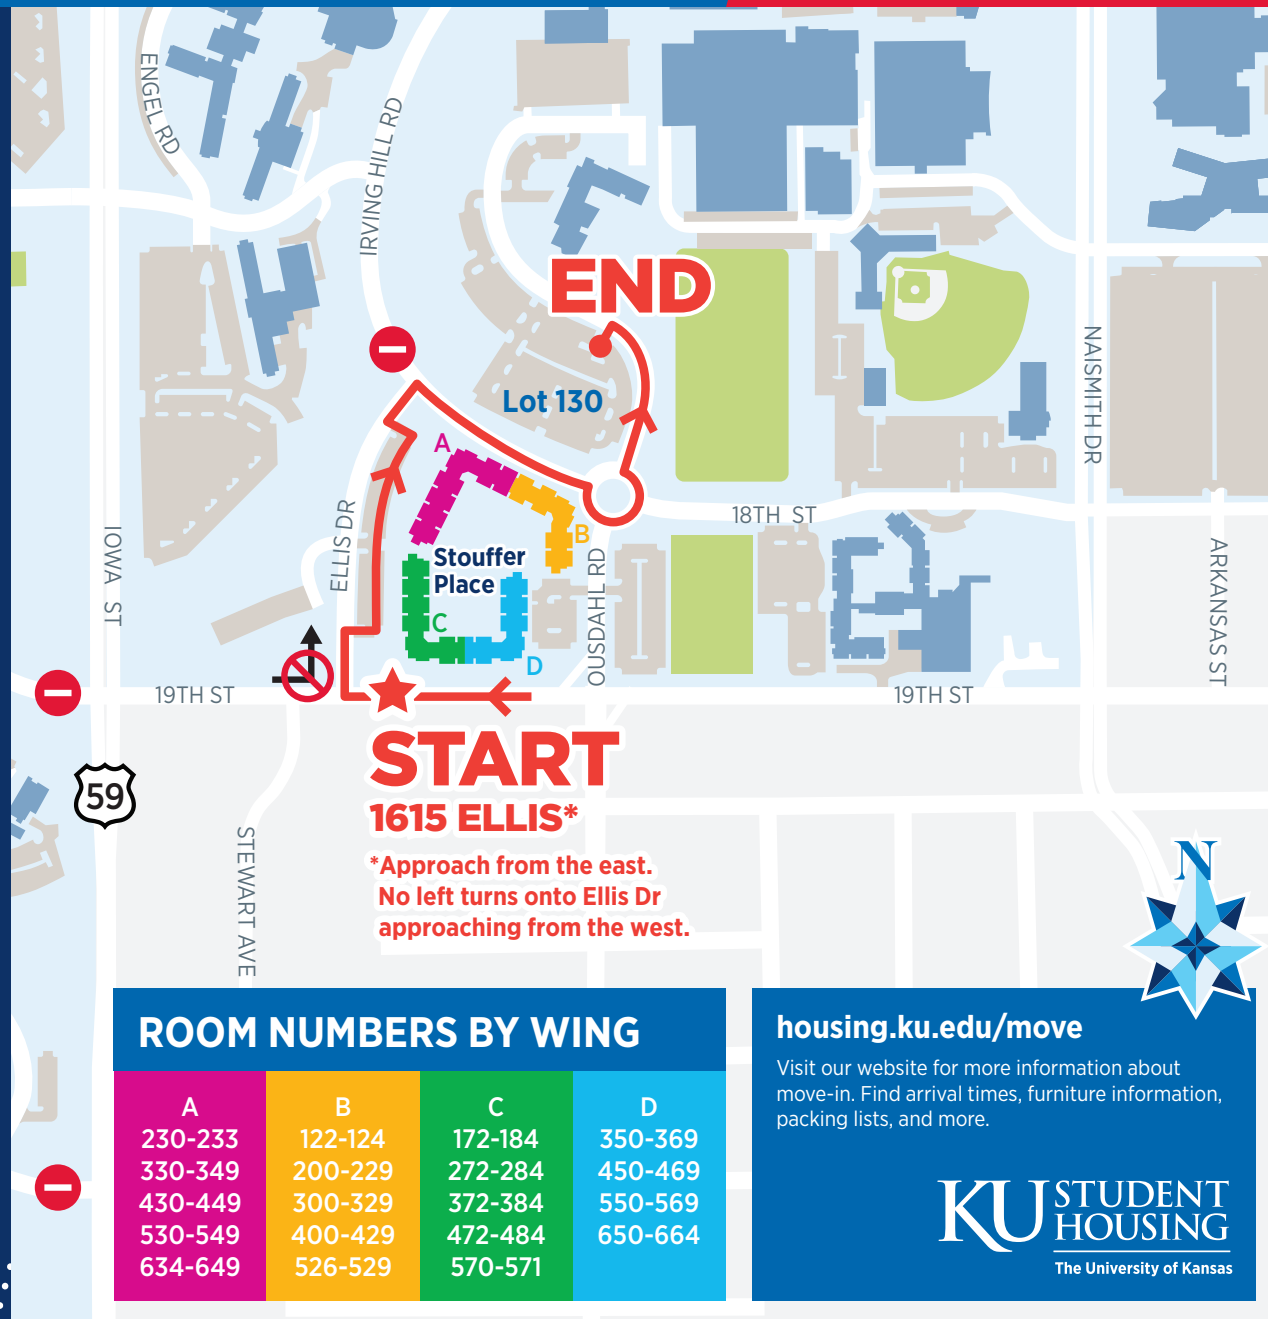 ENGEL RD
IRVING HILL RD
END
Lot 130
NAISMITH DR
A
B
18TH ST
ELLIS DR
IOWA ST
Stouffer
Place
OUSDAHL RD
ARKANSAS ST
C
D
19TH ST
19TH ST
START
1615 ELLIS*
59
STEWART AVE
*Approach from the east.
No left turns onto Ellis Dr
approaching from the west.
N
ROOM NUMBERS BY WING
A
230-233
330-349
430-449
530-549
634-649
B
122-124
200-229
300-329
400-429
526-529
C
172-184
272-284
372-384
472-484
570-571
D
350-369
450-469
550-569
650-664
housing.ku.edu/move
Visit our website for more information about
move-in. Find arrival times, furniture information,
packing lists, and more.
KU STUDENT
HOUSING
The University of Kansas